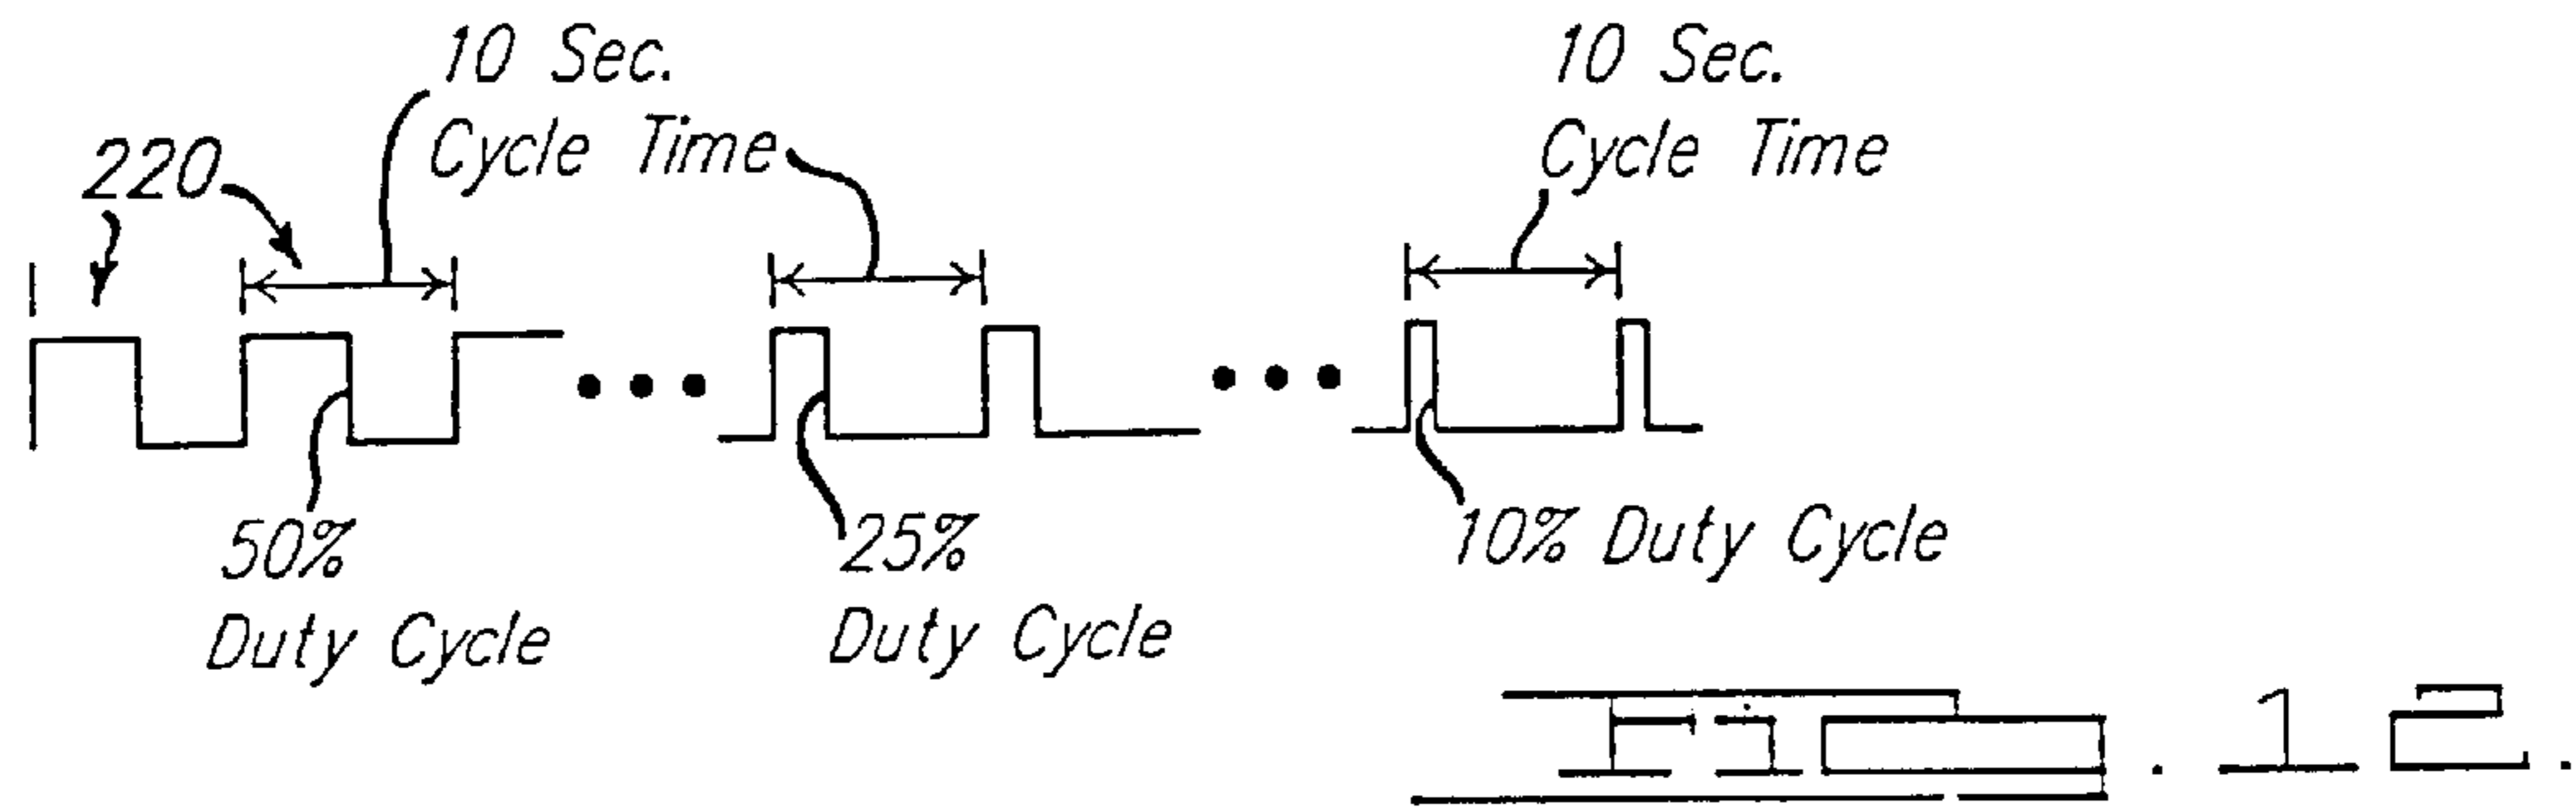 10 Sec.
Cycle Time
10 Sec.
Cycle Time
220
50%
Duty Cycle
25%
Duty Cycle
10% Duty Cycle
Fig. 12.